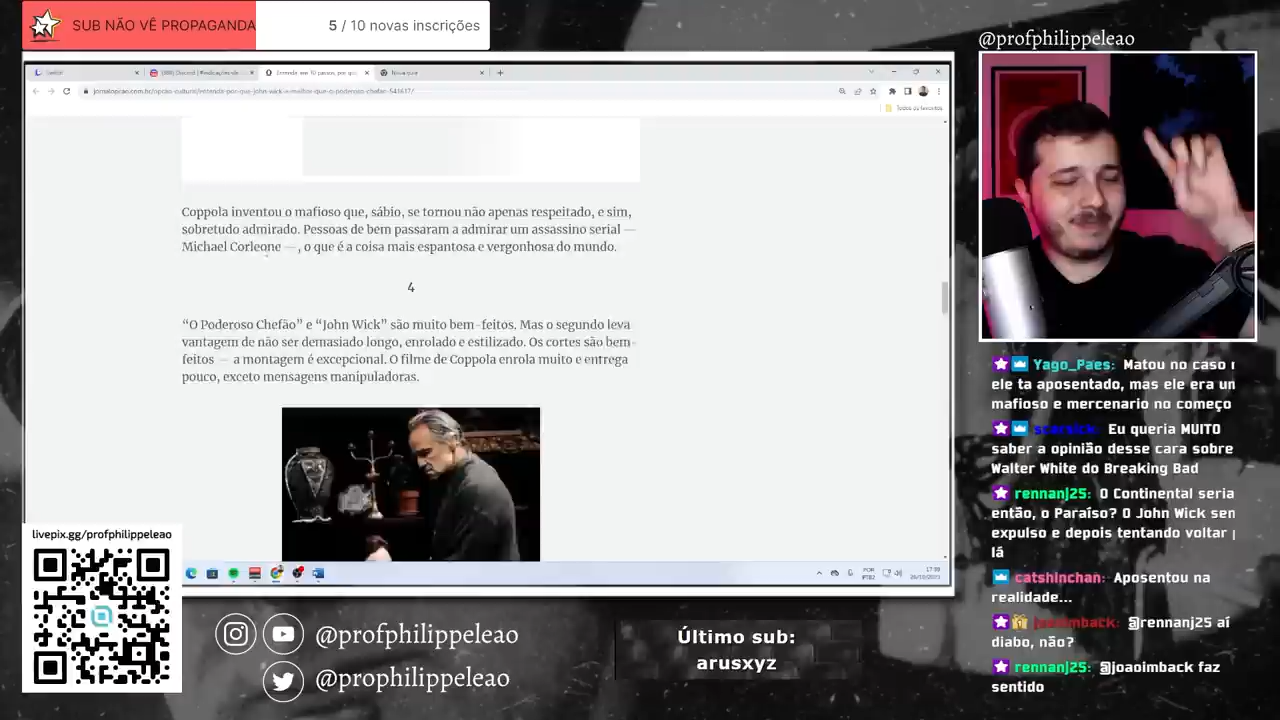 SUB NÃO VÊ PROPAGANDA
5 / 10 novas inscrições
@profphilippeleao
Coppola inventou o mafioso que, sábio, se tornou não apenas respeitado, e sim,
sobretudo admirado. Pessoas de bem passaram a admirar um assassino serial —
Michael Corleone —, o que é a coisa mais espantosa e vergonhosa do mundo.
4
“O Poderoso Chefão” e “John Wick” são muito bem-feitos. Mas o segundo leva
vantagem de não ser demasiado longo, enrolado e estilizado. Os cortes são bem-
feitos — a montagem é excepcional. O filme de Coppola enrola muito e entrega
pouco, exceto mensagens manipuladoras.
Yago_Paes: Matou no caso
ele ta aposentado, mas ele era
mafioso e mercenario no começo
scarsick: Eu queria MUITO
saber a opinião desse cara sobre
Walter White do Breaking Bad
rennanj25: O Continental seria
então, o Paraíso? O John Wick
expulso e depois tentando voltar
lá
catshinchan: Aposentou na
realidade...
joaoimback: @rennanj25 aí
diabo, não?
rennanj25: @joaoimback faz
sentido
livepix.gg/profphilippeleao
17:39
26/10/2023
@profphilippeleao
@prophilippeleao
Último sub:
arusxyz